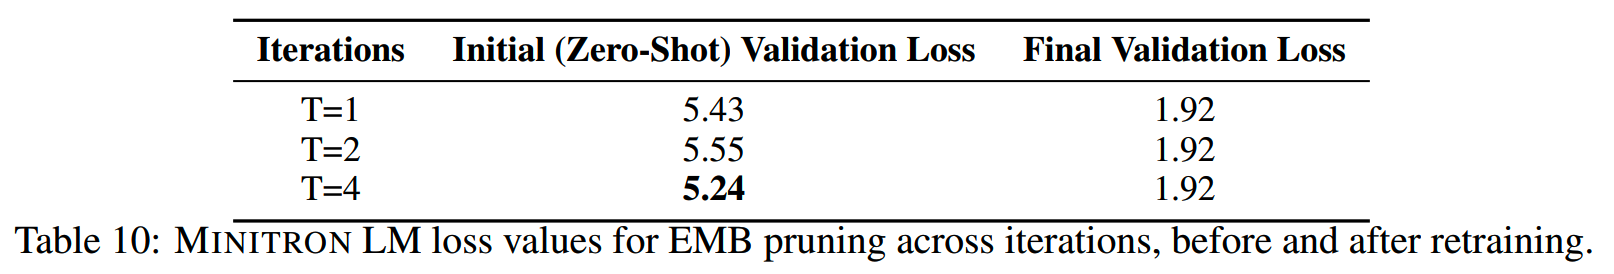 Iterations Initial (Zero-Shot) Validation Loss Final Validation Loss
T=1 5.43 1.92
T=2 5.55 1.92
T=4 5.24 1.92
Table 10: MINITRON LM loss values for EMB pruning across iterations, before and after retraining.